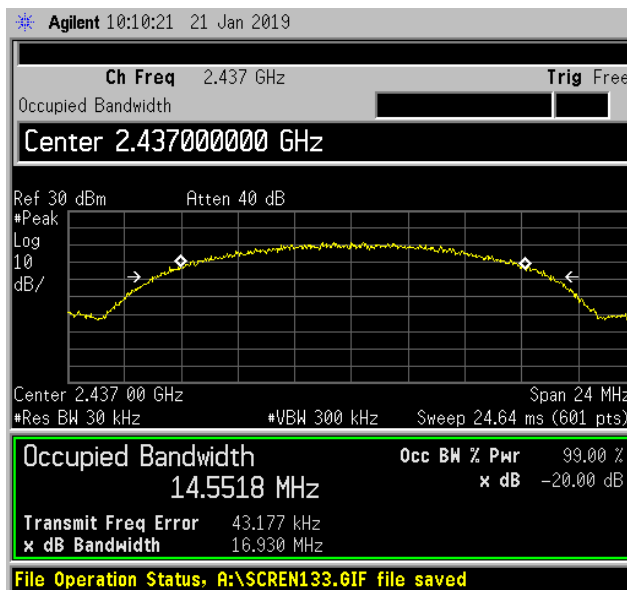 Agilent 10:10:21 21 Jan 2019
Ch Freq 2.437 GHz Trig Free
Occupied Bandwidth
Center 2.437000000 GHz
Ref 30 dBm Atten 40 dB
#Peak
Log
10
dB/
Center 2.437 00 GHz Span 24 MHz
#Res BW 30 kHz #VBW 300 kHz Sweep 24.64 ms (601 pts)
Occupied Bandwidth Occ BW % Pwr 99.00 %
14.5518 MHz x dB -20.00 dB
Transmit Freq Error 43.177 kHz
x dB Bandwidth 16.930 MHz
File Operation Status, A:\SCREN133.GIF file saved